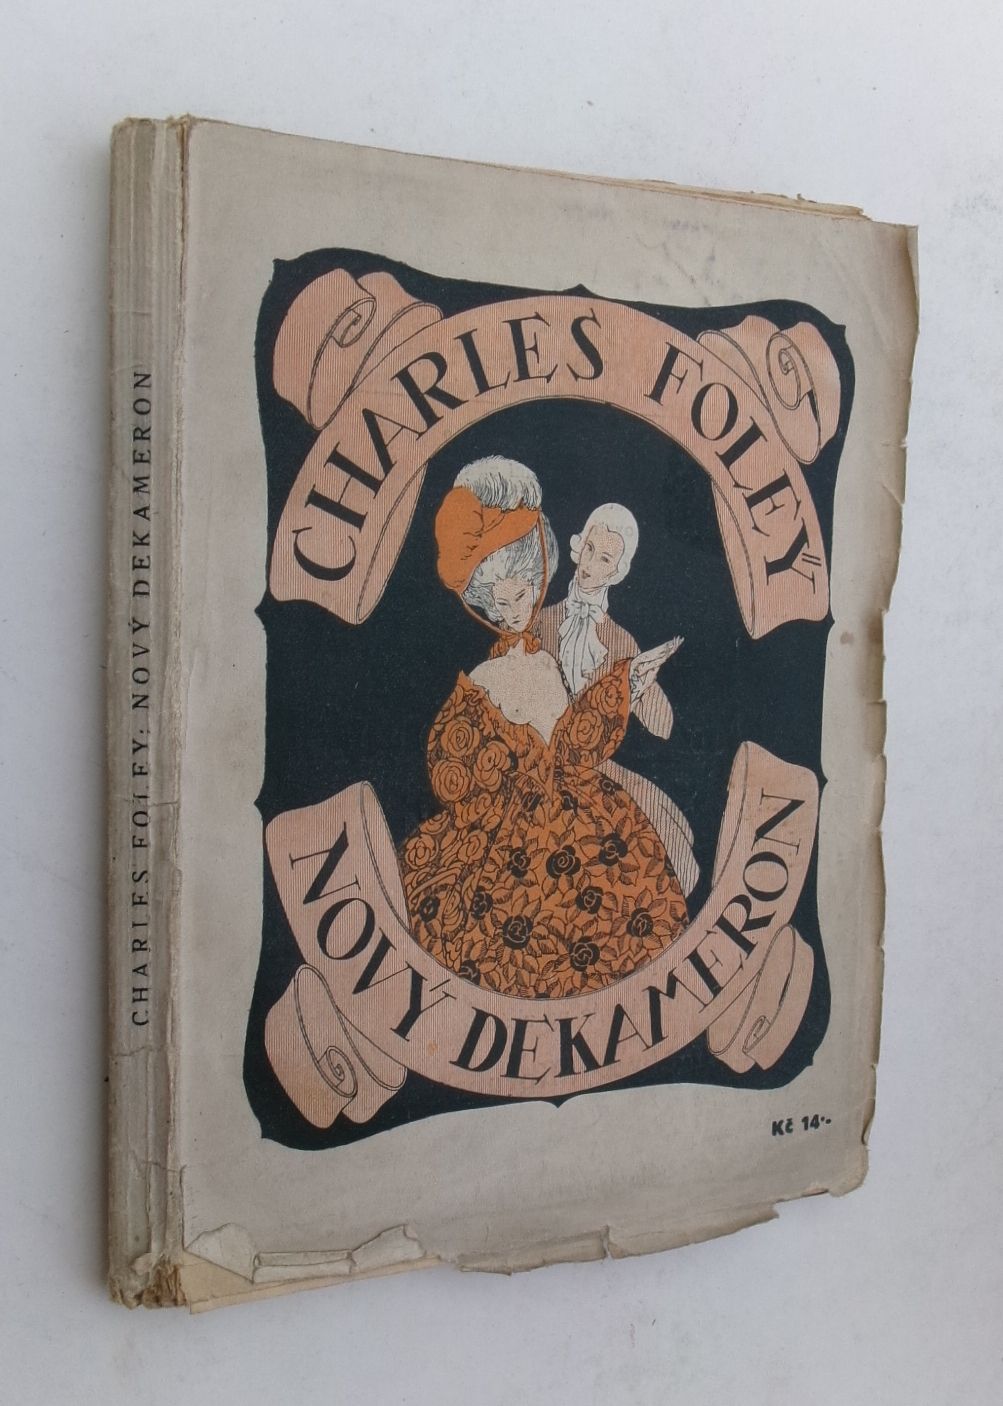 CHARLES FOLEY: NOVÝ DEKAMERON
CHARLES FOLEY:
NOVÝ DEKAMERON
Kč 14·-